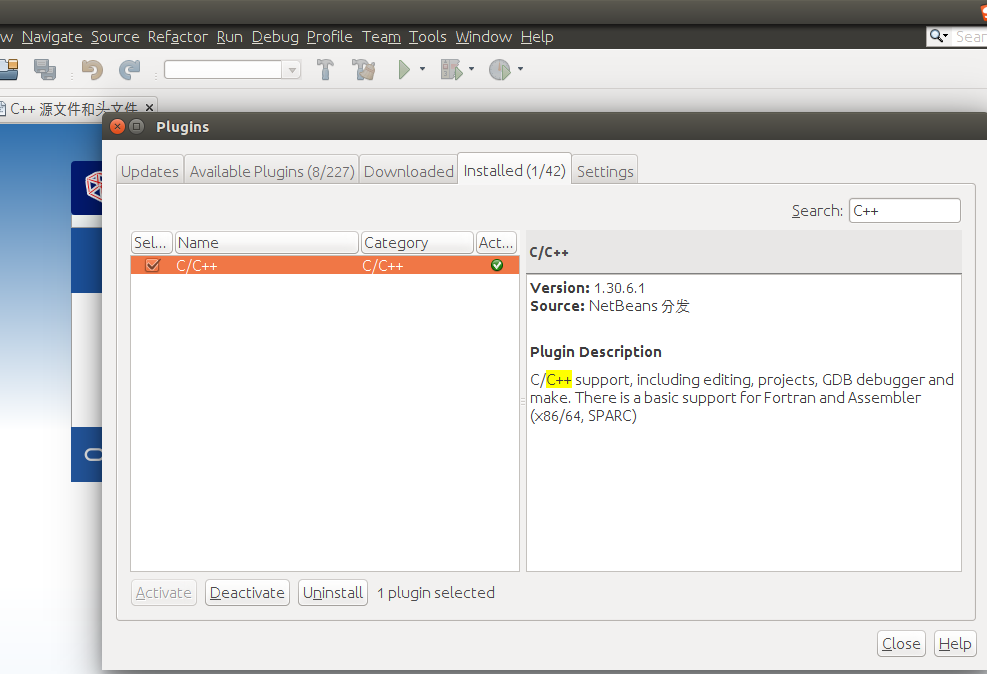 w Navigate Source Refactor Run Debug Profile Team Tools Window Help
Sear
C++ 源文件和头文件 ×
Plugins
Updates Available Plugins (8/227) Downloaded Installed (1/42) Settings
Search: C++
Sel... Name Category Act...
C/C++ C/C++
C/C++
Version: 1.30.6.1
Source: NetBeans 分发
Plugin Description
C/C++ support, including editing, projects, GDB debugger and
make. There is a basic support for Fortran and Assembler
(x86/64, SPARC)
Activate Deactivate Uninstall 1 plugin selected
Close Help